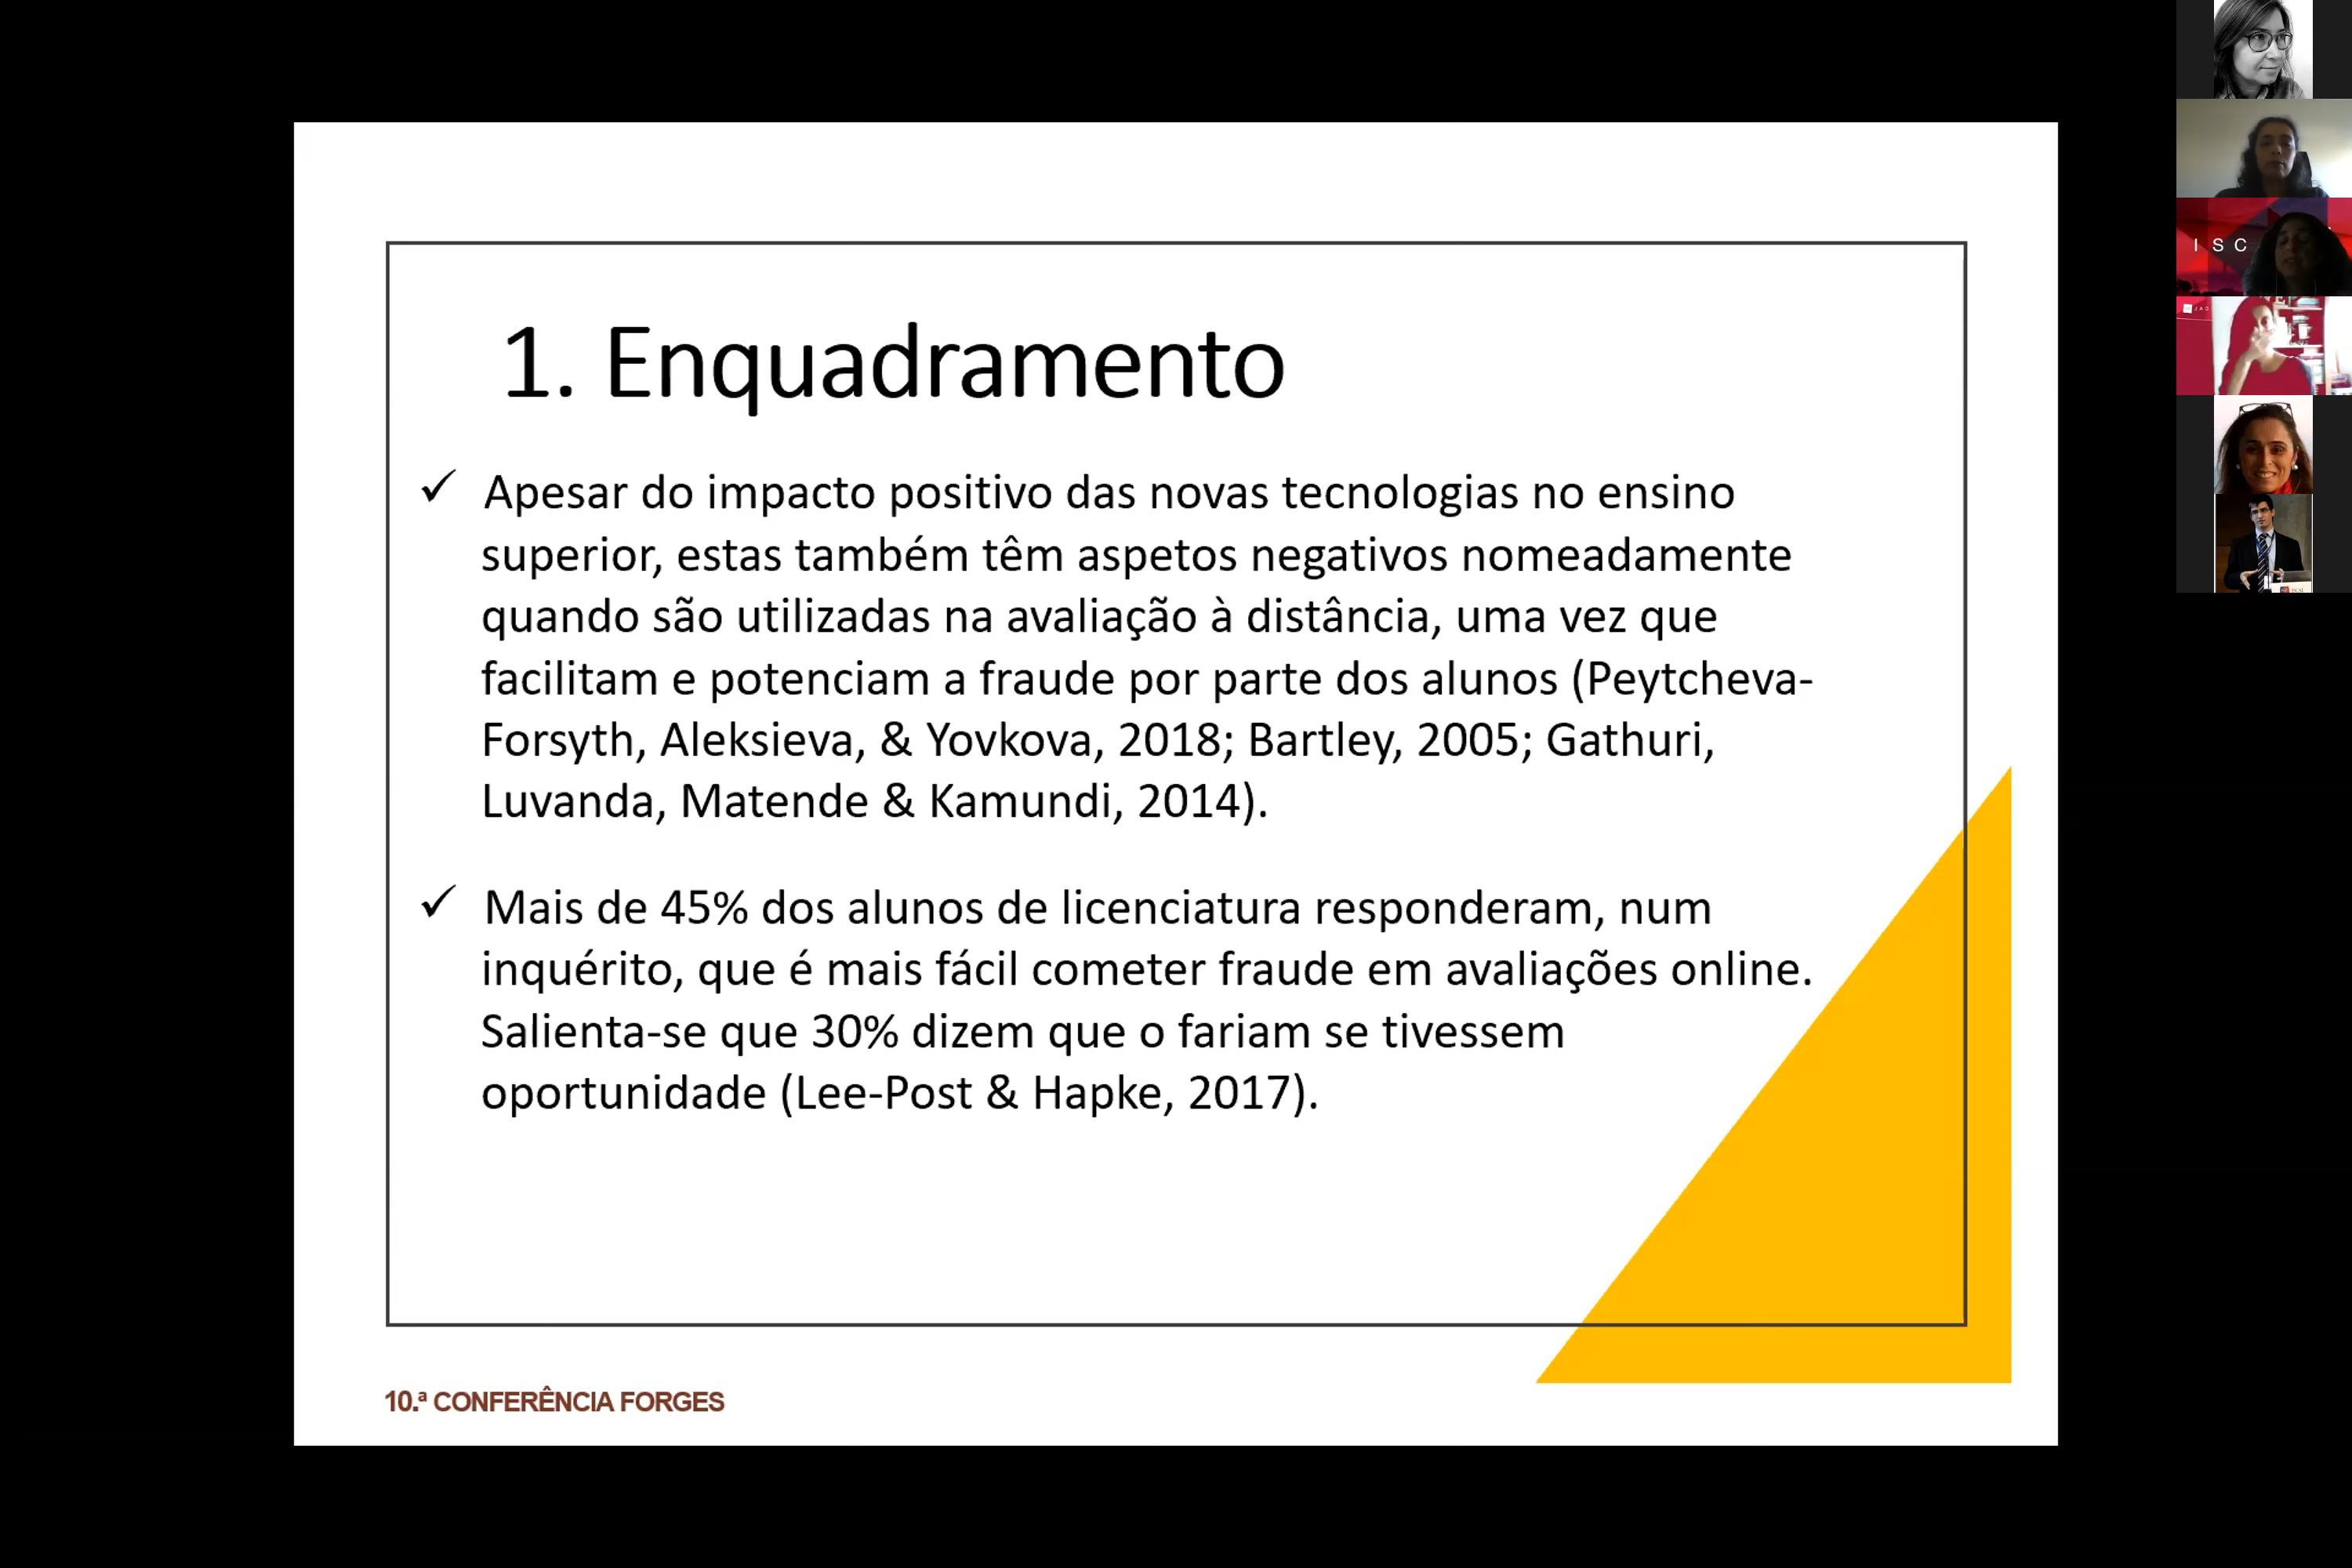 1. Enquadramento
✓ Apesar do impacto positivo das novas tecnologias no ensino
superior, estas também têm aspetos negativos nomeadamente
quando são utilizadas na avaliação à distância, uma vez que
facilitam e potenciam a fraude por parte dos alunos (Peytcheva-
Forsyth, Aleksieva, & Yovkova, 2018; Bartley, 2005; Gathuri,
Luvanda, Matende & Kamundi, 2014).
✓ Mais de 45% dos alunos de licenciatura responderam, num
inquérito, que é mais fácil cometer fraude em avaliações online.
Salienta-se que 30% dizem que o fariam se tivessem
oportunidade (Lee-Post & Hapke, 2017).
10.ª CONFERÊNCIA FORGES
ISC